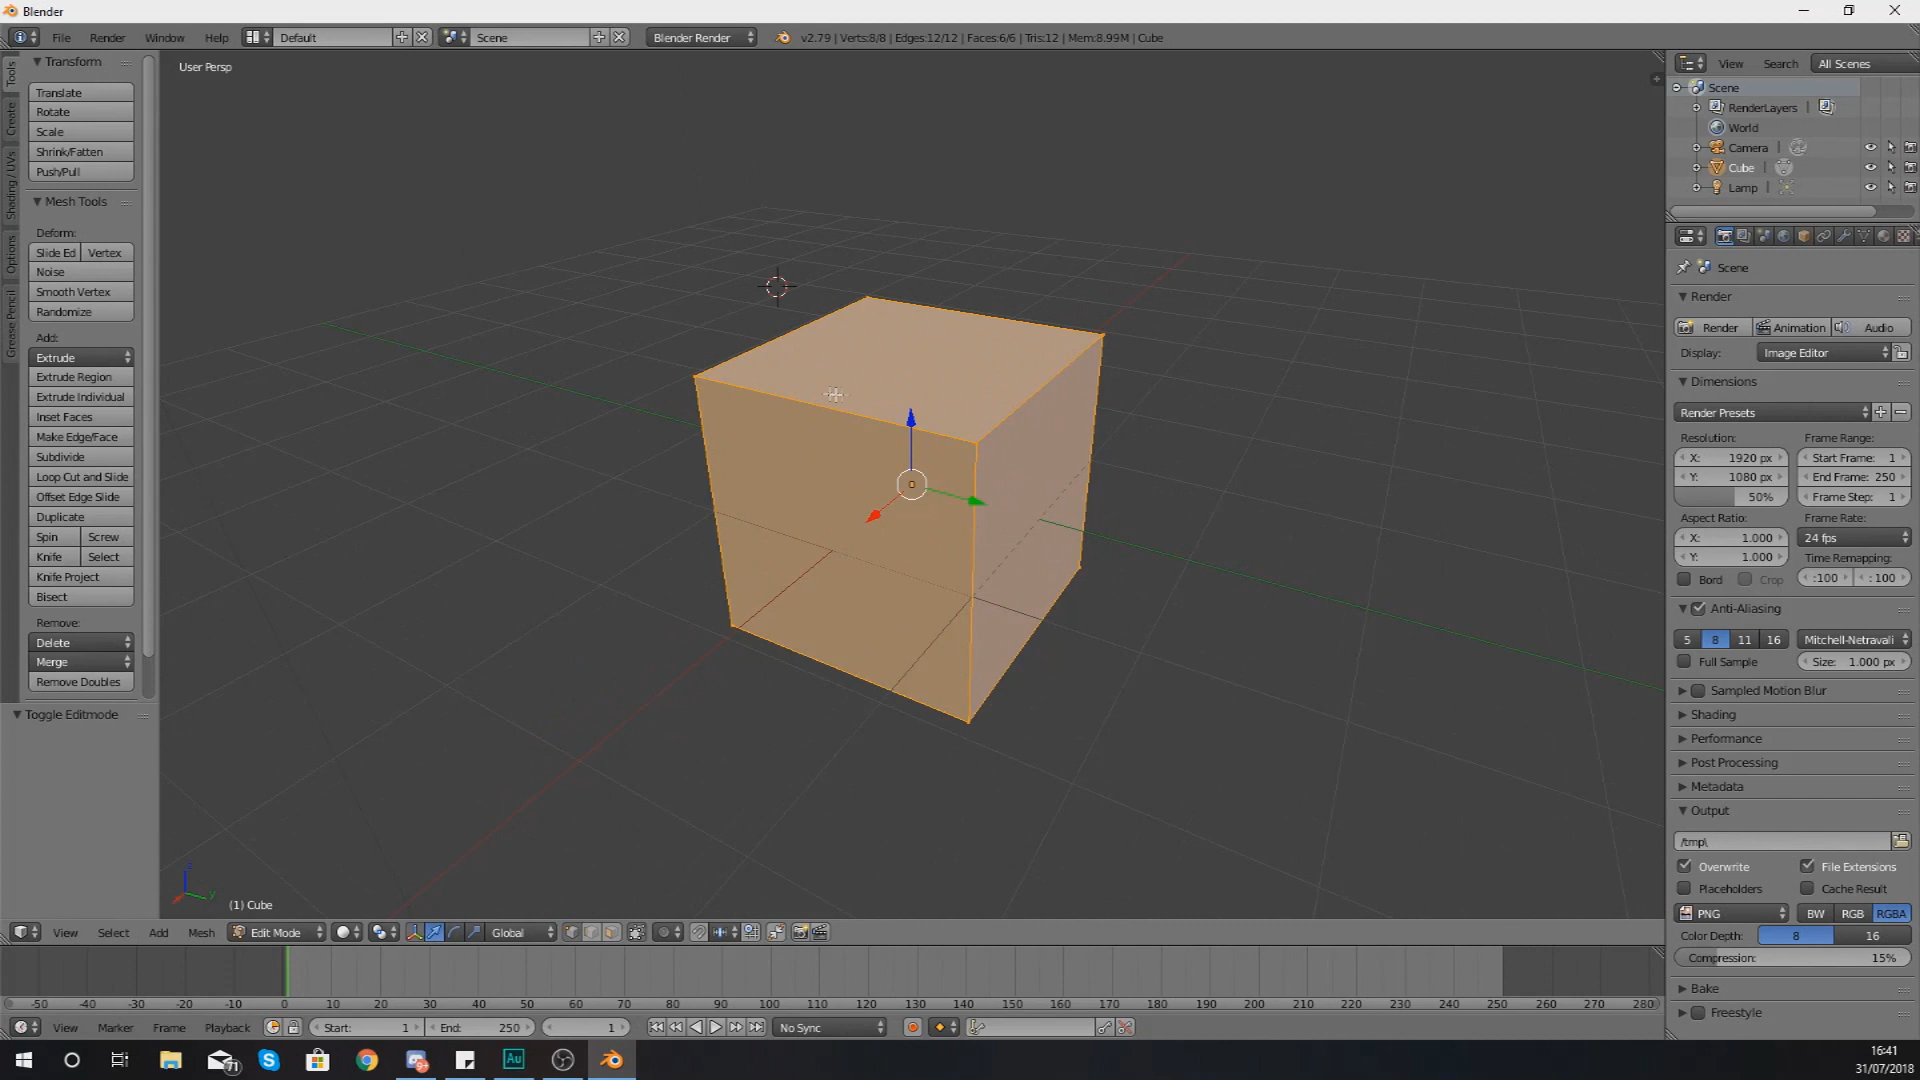 Blender
File Render Window Help Default Scene Blender Render v2.79 | Verts:8/8 | Edges:12/12 | Faces:6/6 | Tris:12 | Mem:8.99M | Cube
Tools
Create
Shading / UVs
Options
Grease Pencil
Transform
Translate
Rotate
Scale
Shrink/Fatten
Push/Pull
Mesh Tools
Deform:
Slide Ed Vertex
Noise
Smooth Vertex
Randomize
Add:
Extrude
Extrude Region
Extrude Individual
Inset Faces
Make Edge/Face
Subdivide
Loop Cut and Slide
Offset Edge Slide
Duplicate
Spin Screw
Knife Select
Knife Project
Bisect
Remove:
Delete
Merge
Remove Doubles
Toggle Editmode
User Persp
z
y
(1) Cube
View Search All Scenes
Scene
RenderLayers |
World
Camera |
Cube |
Lamp |
Scene
Render
Render Animation Audio
Display: Image Editor
Dimensions
Render Presets
Resolution: Frame Range:
X: 1920 px Start Frame: 1
Y: 1080 px End Frame: 250
50% Frame Step: 1
Aspect Ratio: Frame Rate:
X: 1.000 24 fps
Y: 1.000 Time Remapping:
Bord Crop :100 : 100
Anti-Aliasing
5 8 11 16 Mitchell-Netravali
Full Sample Size: 1.000 px
Sampled Motion Blur
Shading
Performance
Post Processing
Metadata
Output
/tmp\
Overwrite File Extensions
Placeholders Cache Result
PNG BW RGB RGBA
Color Depth: 8 16
Compression: 15%
Bake
Freestyle
View Select Add Mesh Edit Mode Global
-50 -40 -30 -20 -10 0 10 20 30 40 50 60 70 80 90 100 110 120 130 140 150 160 170 180 190 200 210 220 230 240 250 260 270 280
View Marker Frame Playback Start: 1 End: 250 1 No Sync
71 9+ Au
16:41
31/07/2018